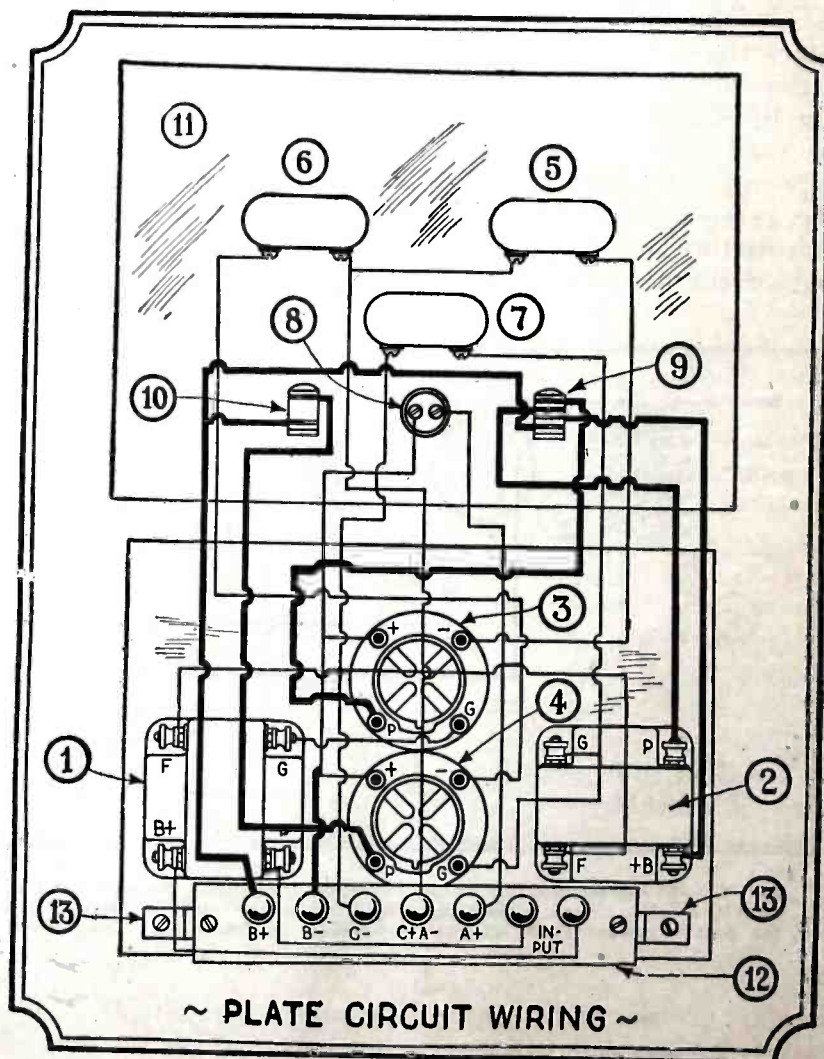 11
6
5
7
8
9
10
3
+ -
P G
4
+ -
P G
1
F G
B+
G P
2
F +B
13
13
B+ B- C- C+A- A+ IN-
PUT
12
~ PLATE CIRCUIT WIRING ~